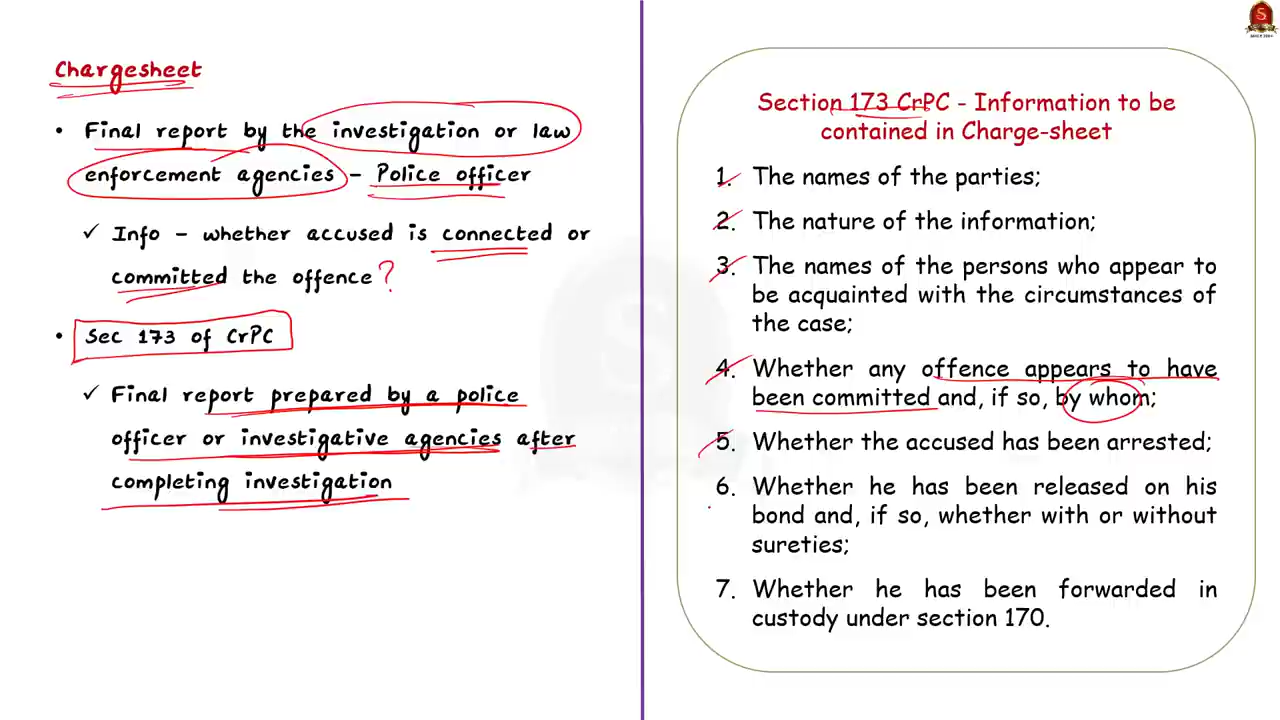 Chargesheet
• Final report by the investigation or law
enforcement agencies – Police officer
✓ Info – whether accused is connected or
committed the offence?
• Sec 173 of CrPC
✓ Final report prepared by a police
officer or investigative agencies after
completing investigation
S
SINCE 2004
Section 173 CrPC - Information to be
contained in Charge-sheet
1. The names of the parties;
2. The nature of the information;
3. The names of the persons who appear to
be acquainted with the circumstances of
the case;
4. Whether any offence appears to have
been committed and, if so, by whom;
5. Whether the accused has been arrested;
6. Whether he has been released on his
bond and, if so, whether with or without
sureties;
7. Whether he has been forwarded in
custody under section 170.